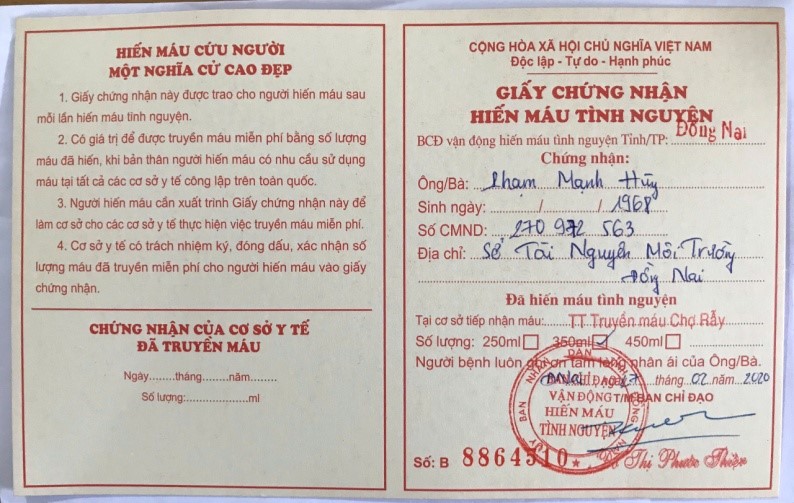 HIẾN MÁU CỨU NGƯỜI
MỘT NGHĨA CỬ CAO ĐẸP
1. Giấy chứng nhận này được trao cho người hiến máu sau
mỗi lần hiến máu tình nguyện.
2. Có giá trị để được truyền máu miễn phí bằng số lượng
máu đã hiến, khi bản thân người hiến máu có nhu cầu sử dụng
máu tại tất cả các cơ sở y tế công lập trên toàn quốc.
3. Người hiến máu cần xuất trình Giấy chứng nhận này để
làm cơ sở cho các cơ sở y tế thực hiện việc truyền máu miễn phí.
4. Cơ sở y tế có trách nhiệm ký, đóng dấu, xác nhận số
lượng máu đã truyền miễn phí cho người hiến máu vào giấy
chứng nhận.
CHỨNG NHẬN CỦA CƠ SỞ Y TẾ
ĐÃ TRUYỀN MÁU
Ngày........tháng........năm........
Số lượng:....................ml
CỘNG HÒA XÃ HỘI CHỦ NGHĨA VIỆT NAM
Độc lập - Tự do - Hạnh phúc
GIẤY CHỨNG NHẬN
HIẾN MÁU TÌNH NGUYỆN
BCĐ vận động hiến máu tình nguyện Tỉnh/TP: Đồng Nai
Chứng nhận:
Ông/Bà: Phạm Mạnh Hùng
Sinh ngày: / / 1968
Số CMND: 270 972 563
Địa chỉ: Sở Tài Nguyên Môi Trường
Đồng Nai
Đã hiến máu tình nguyện
Tại cơ sở tiếp nhận máu: TT Truyền máu Chợ Rẫy
Số lượng: 250ml 350ml 450ml
Người bệnh luôn ơn tấm lòng nhân ái của Ông/Bà.
27 tháng 02 năm 2020
T/M BAN CHỈ ĐẠO
BAN CHỈ ĐẠO
VẬN ĐỘNG
HIẾN MÁU
TÌNH NGUYỆN
Số: B 8864510 Thị Phước Thiện